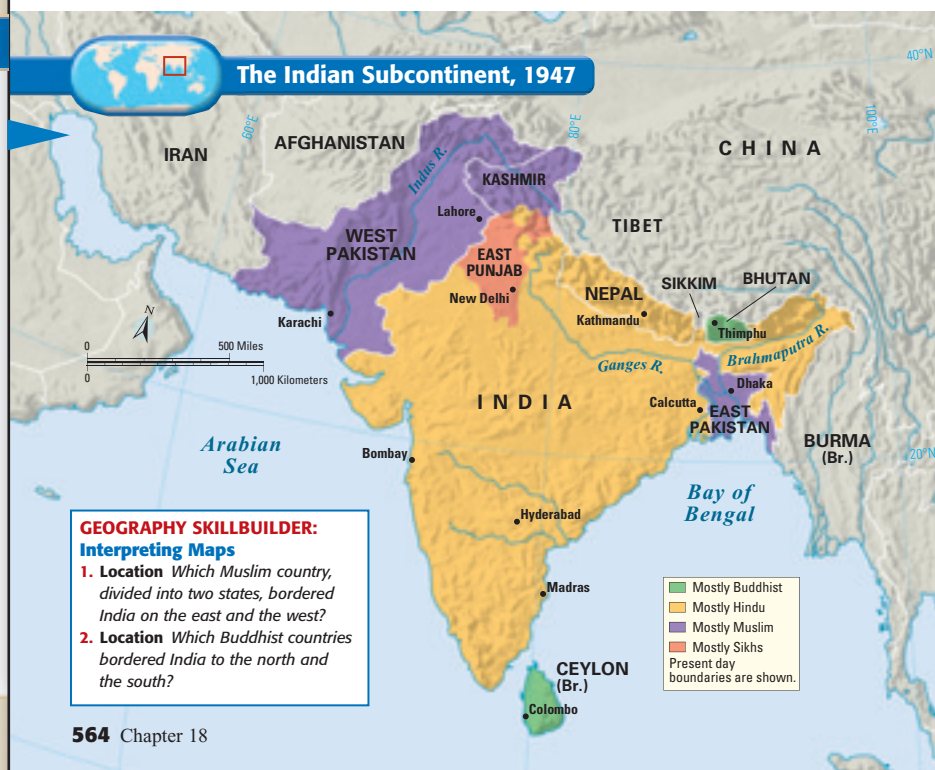 The Indian Subcontinent, 1947
40°N
60°E
80°E
100°E
IRAN
AFGHANISTAN
CHINA
Indus R.
KASHMIR
Lahore
TIBET
WEST
PAKISTAN
EAST
PUNJAB
New Delhi
NEPAL
SIKKIM
BHUTAN
Kathmandu
Thimphu
Karachi
N
0
500 Miles
0
1,000 Kilometers
Ganges R.
Brahmaputra R.
Dhaka
INDIA
Calcutta
EAST
PAKISTAN
BURMA
(Br.)
20°N
Arabian
Sea
Bombay
Bay of
Bengal
Hyderabad
Madras
GEOGRAPHY SKILLBUILDER:
Interpreting Maps
1. Location Which Muslim country,
divided into two states, bordered
India on the east and the west?
2. Location Which Buddhist countries
bordered India to the north and
the south?
Mostly Buddhist
Mostly Hindu
Mostly Muslim
Mostly Sikhs
Present day
boundaries are shown.
CEYLON
(Br.)
Colombo
564 Chapter 18